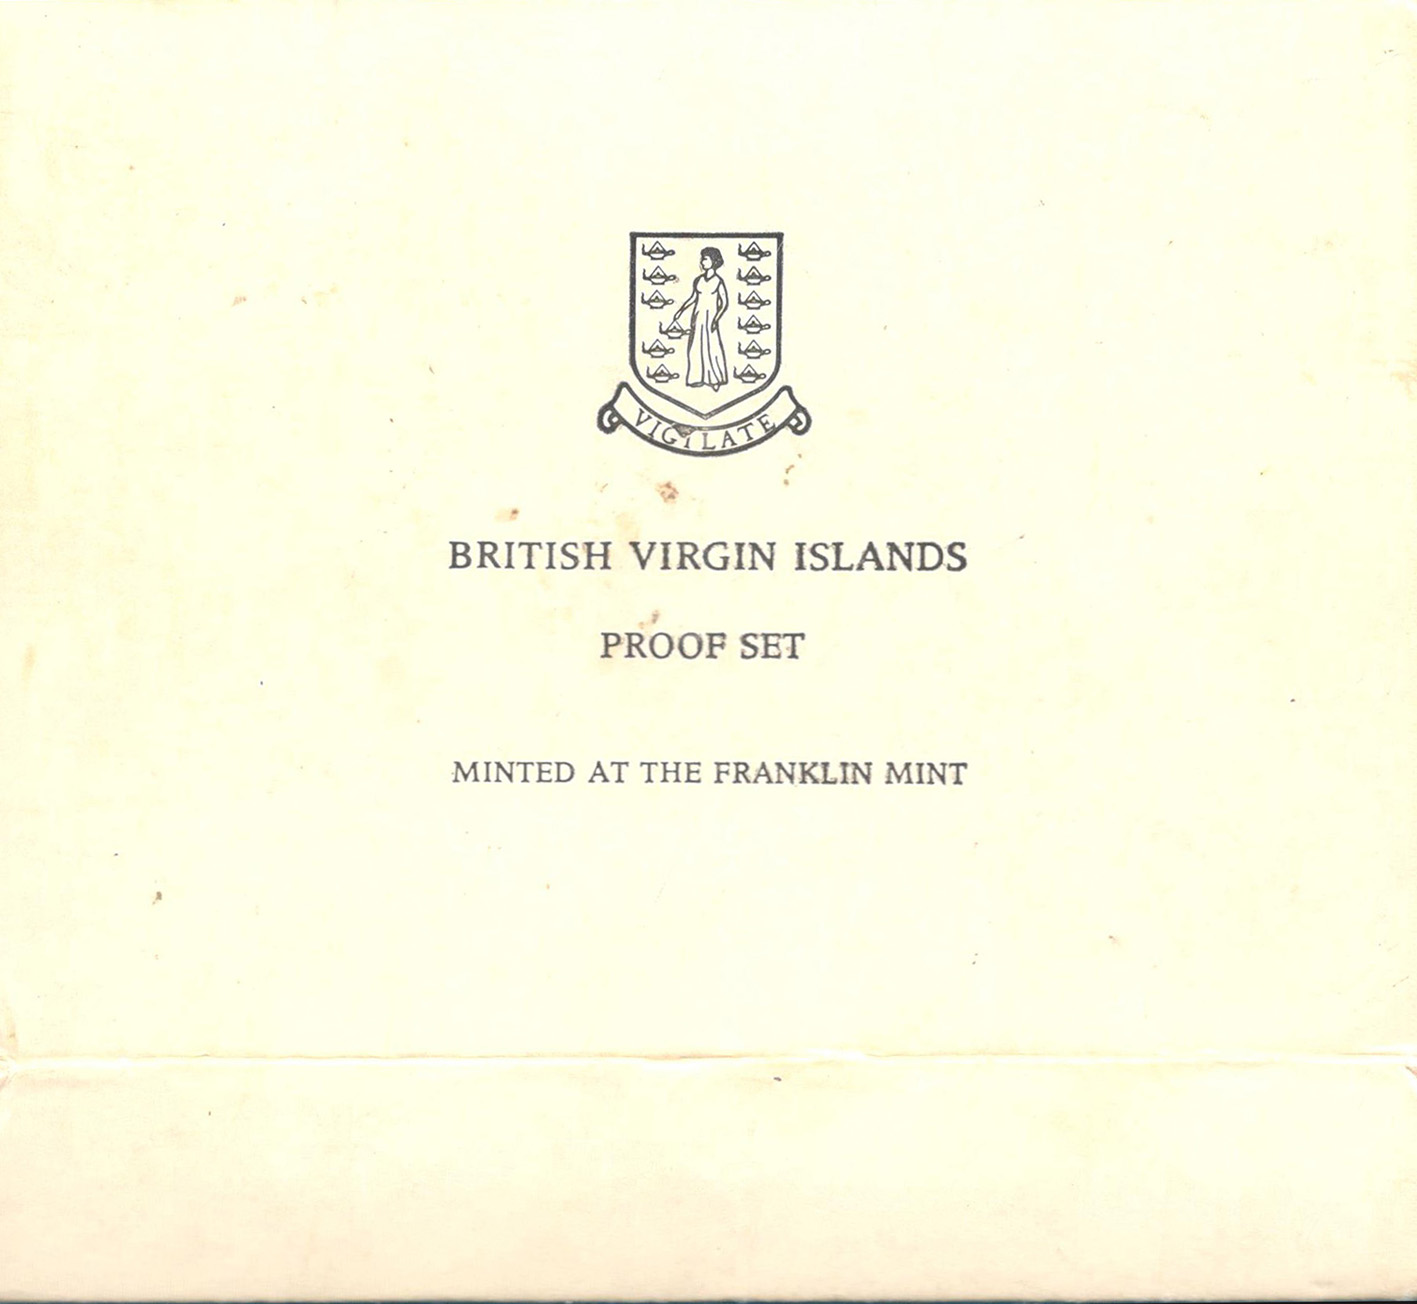 VIGILATE
BRITISH VIRGIN ISLANDS
PROOF SET
MINTED AT THE FRANKLIN MINT